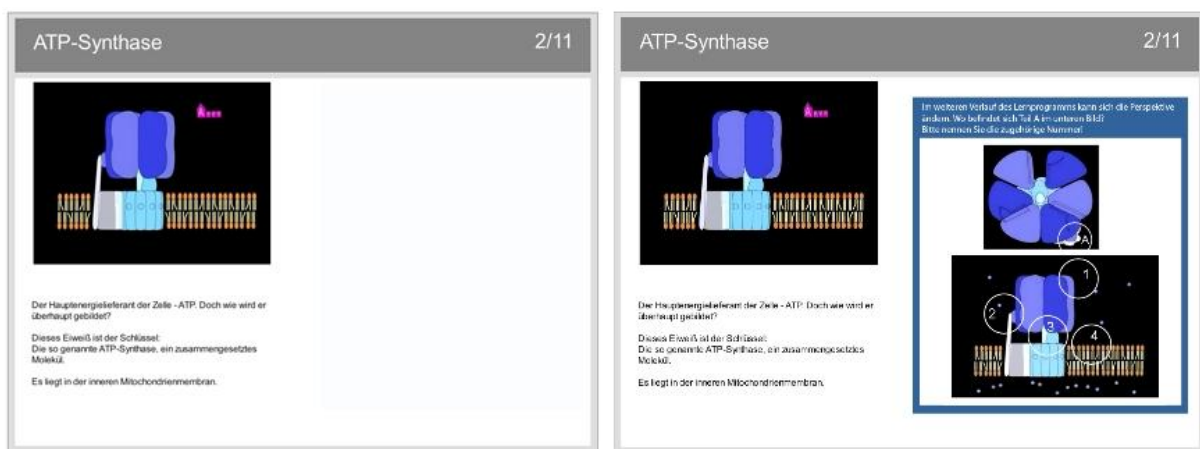 ATP-Synthase 2/11
Der Hauptenergielieferant der Zelle - ATP. Doch wie wird er
überhaupt gebildet?
Dieses Eiweiß ist der Schlüssel:
Die so genannte ATP-Synthase, ein zusammengesetztes
Molekül.
Es liegt in der inneren Mitochondrienmembran.
ATP-Synthase 2/11
Der Hauptenergielieferant der Zelle - ATP. Doch wie wird er
überhaupt gebildet?
Dieses Eiweiß ist der Schlüssel:
Die so genannte ATP-Synthase, ein zusammengesetztes
Molekül.
Es liegt in der inneren Mitochondrienmembran.
Im weiteren Verlauf des Lernprogramms kann sich die Perspektive
ändern. Wo befindet sich Teil A im unteren Bild?
Bitte nennen Sie die zugehörige Nummer!
A
1
2
3
4